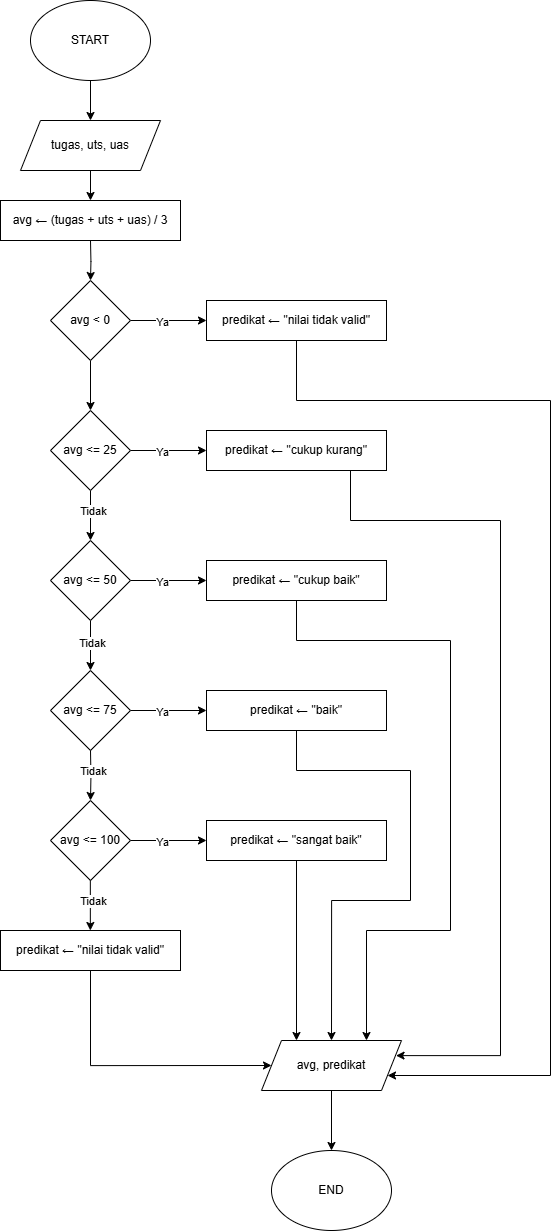 START
tugas, uts, uas
avg ← (tugas + uts + uas) / 3
avg < 0
Ya
predikat ← "nilai tidak valid"
avg <= 25
Ya
predikat ← "cukup kurang"
Tidak
avg <= 50
Ya
predikat ← "cukup baik"
Tidak
avg <= 75
Ya
predikat ← "baik"
Tidak
avg <= 100
Ya
predikat ← "sangat baik"
Tidak
predikat ← "nilai tidak valid"
avg, predikat
END